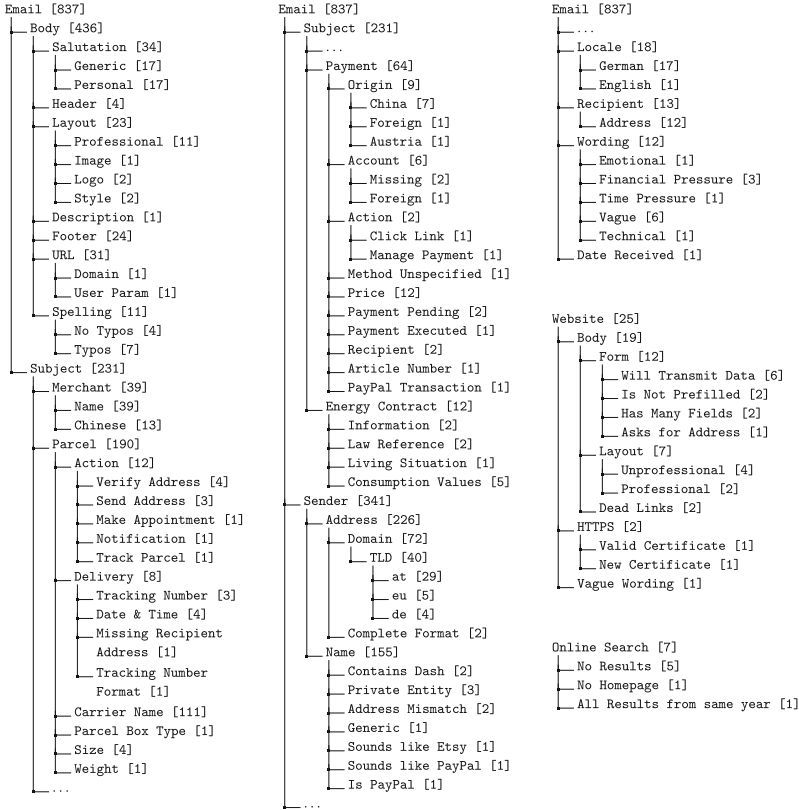 Email [837]
Body [436]
Salutation [34]
Generic [17]
Personal [17]
Header [4]
Layout [23]
Professional [11]
Image [1]
Logo [2]
Style [2]
Description [1]
Footer [24]
URL [31]
Domain [1]
User Param [1]
Spelling [11]
No Typos [4]
Typos [7]
Subject [231]
Merchant [39]
Name [39]
Chinese [13]
Parcel [190]
Action [12]
Verify Address [4]
Send Address [3]
Make Appointment [1]
Notification [1]
Track Parcel [1]
Delivery [8]
Tracking Number [3]
Date & Time [4]
Missing Recipient
Address [1]
Tracking Number
Format [1]
Carrier Name [111]
Parcel Box Type [1]
Size [4]
Weight [1]
...
Email [837]
Subject [231]
...
Payment [64]
Origin [9]
China [7]
Foreign [1]
Austria [1]
Account [6]
Missing [2]
Foreign [1]
Action [2]
Click Link [1]
Manage Payment [1]
Method Unspecified [1]
Price [12]
Payment Pending [2]
Payment Executed [1]
Recipient [2]
Article Number [1]
PayPal Transaction [1]
Energy Contract [12]
Information [2]
Law Reference [2]
Living Situation [1]
Consumption Values [5]
Sender [341]
Address [226]
Domain [72]
TLD [40]
at [29]
eu [5]
de [4]
Complete Format [2]
Name [155]
Contains Dash [2]
Private Entity [3]
Address Mismatch [2]
Generic [1]
Sounds like Etsy [1]
Sounds like PayPal [1]
Is PayPal [1]
...
Email [837]
...
Locale [18]
German [17]
English [1]
Recipient [13]
Address [12]
Wording [12]
Emotional [1]
Financial Pressure [3]
Time Pressure [1]
Vague [6]
Technical [1]
Date Received [1]
Website [25]
Body [19]
Form [12]
Will Transmit Data [6]
Is Not Prefilled [2]
Has Many Fields [2]
Asks for Address [1]
Layout [7]
Unprofessional [4]
Professional [2]
Dead Links [2]
HTTPS [2]
Valid Certificate [1]
New Certificate [1]
Vague Wording [1]
Online Search [7]
No Results [5]
No Homepage [1]
All Results from same year [1]